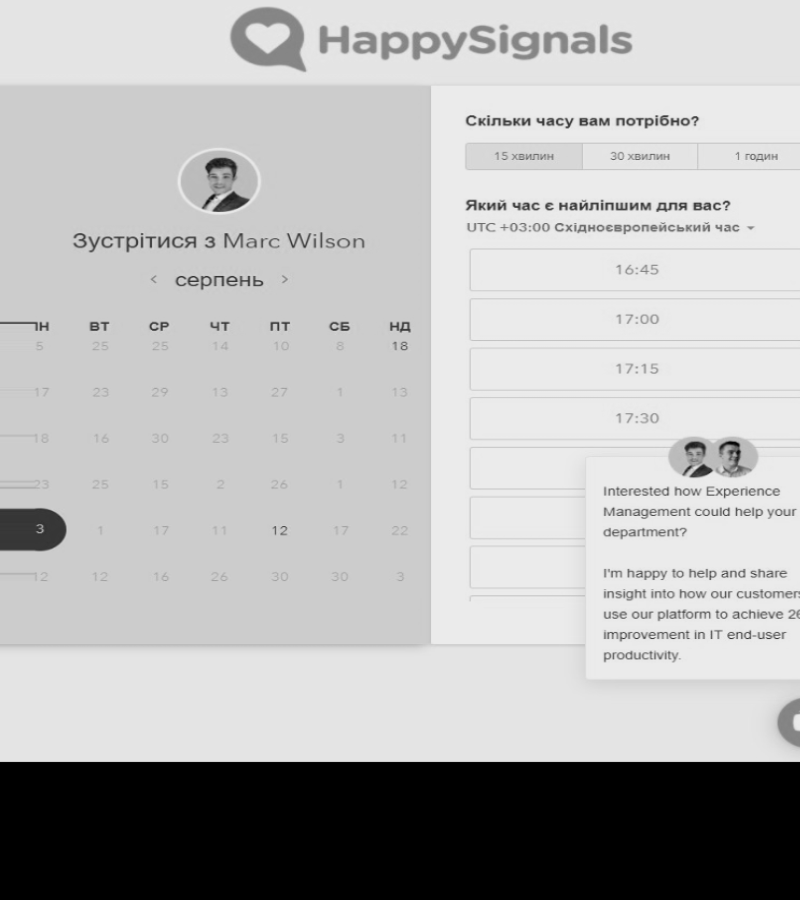 HappySignals
Зустрітися з Marc Wilson
< серпень >
ІН ВТ СР ЧТ ПТ СБ НД
5 25 25 14 10 8 18
17 23 29 13 27 1 13
18 16 30 23 15 3 11
23 25 15 2 26 1 12
3 1 17 11 12 17 22
12 12 16 26 30 30 3
Скільки часу вам потрібно?
15 хвилин 30 хвилин 1 годин
Який час є найліпшим для вас?
UTC +03:00 Східноєвропейський час
16:45
17:00
17:15
17:30
Interested how Experience
Management could help your
department?
I'm happy to help and share
insight into how our customers
use our platform to achieve 26
improvement in IT end-user
productivity.